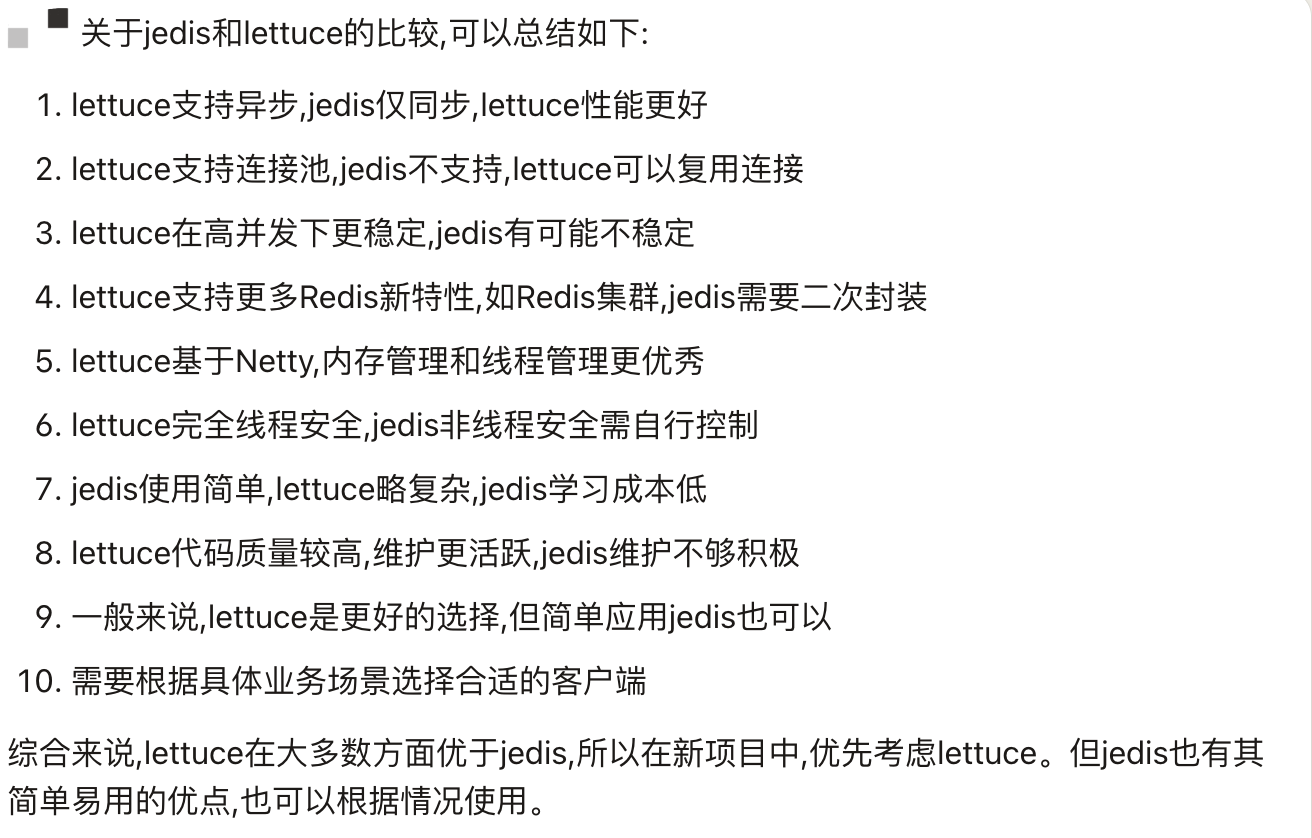 关于jedis和lettuce的比较,可以总结如下:
1. lettuce支持异步,jedis仅同步,lettuce性能更好
2. lettuce支持连接池,jedis不支持,lettuce可以复用连接
3. lettuce在高并发下更稳定,jedis有可能不稳定
4. lettuce支持更多Redis新特性,如Redis集群,jedis需要二次封装
5. lettuce基于Netty,内存管理和线程管理更优秀
6. lettuce完全线程安全,jedis非线程安全需自行控制
7. jedis使用简单,lettuce略复杂,jedis学习成本低
8. lettuce代码质量较高,维护更活跃,jedis维护不够积极
9. 一般来说,lettuce是更好的选择,但简单应用jedis也可以
10. 需要根据具体业务场景选择合适的客户端
综合来说,lettuce在大多数方面优于jedis,所以在新项目中,优先考虑lettuce。但jedis也有其
简单易用的优点,也可以根据情况使用。